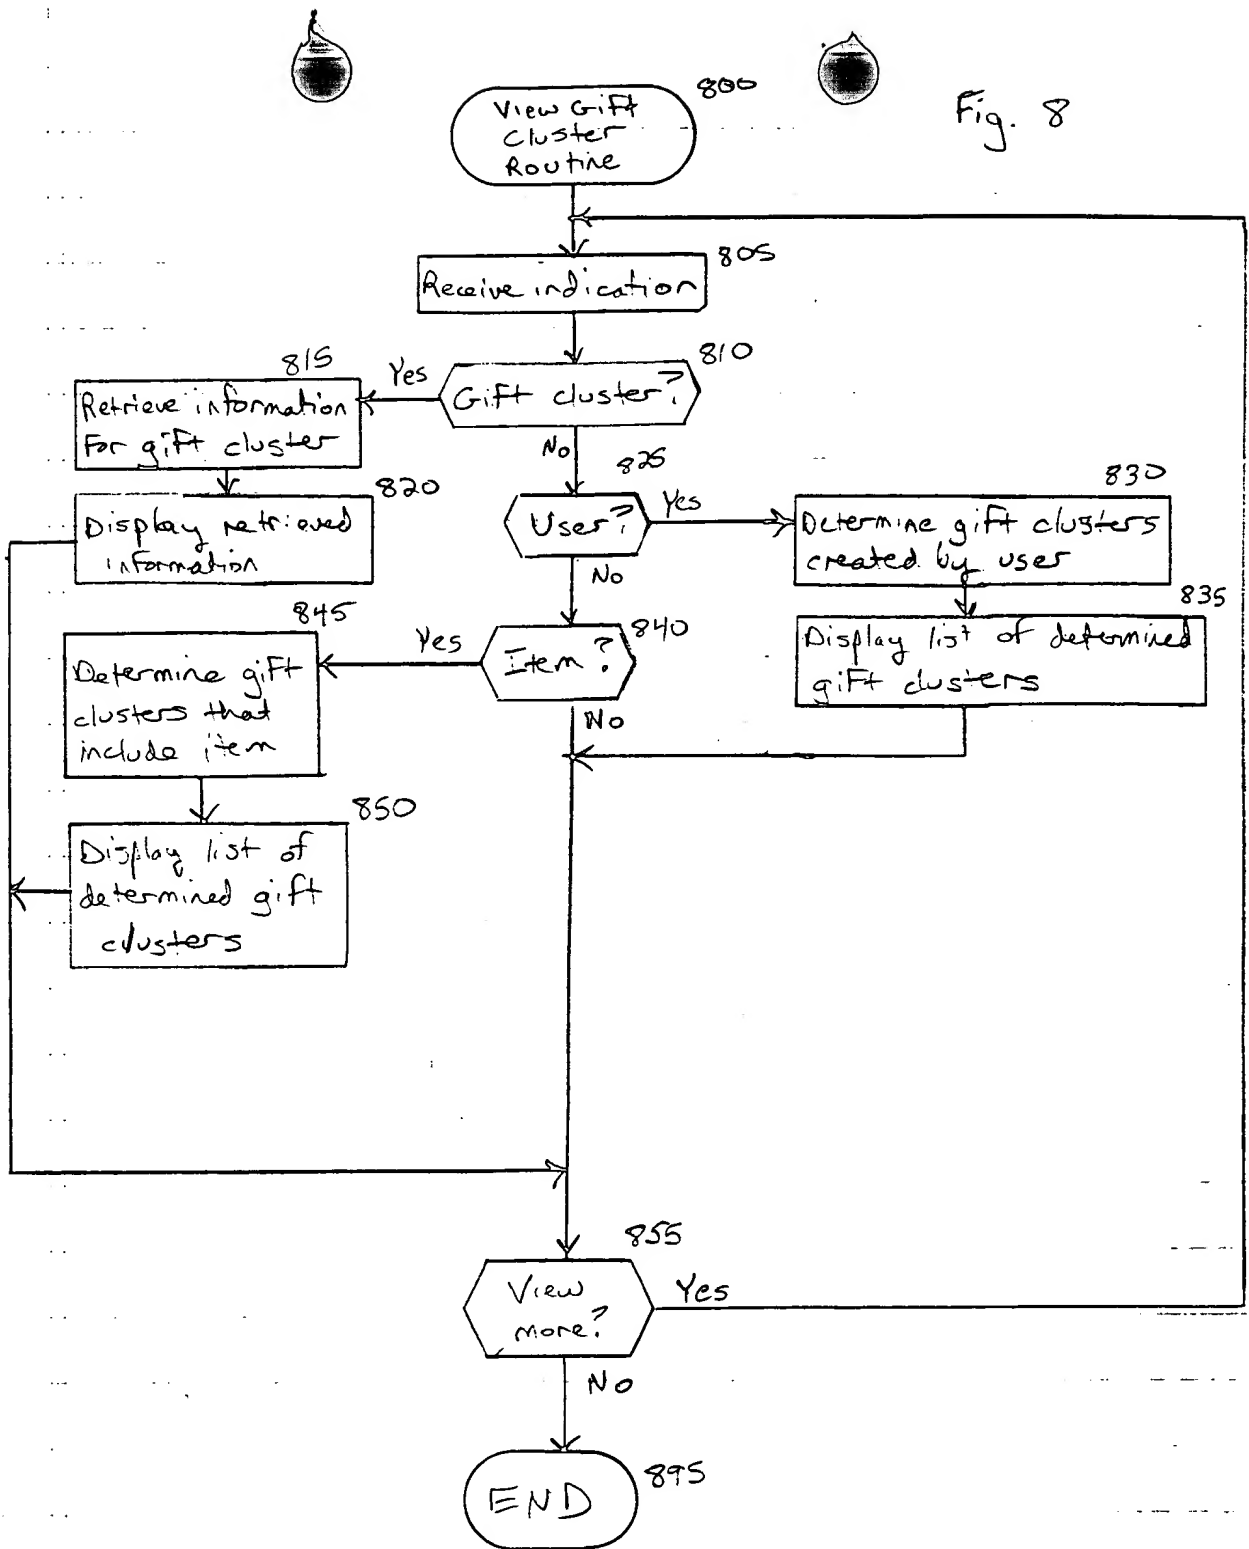 Fig. 8
800
View Gift
Cluster
Routine
805
Receive indication
810
Gift cluster?
Yes
No
815
Retrieve information
For gift cluster
820
Display retrieved
information
825
User?
Yes
No
830
Determine gift clusters
created by user
835
Display list of determined
gift clusters
840
Item?
Yes
No
845
Determine gift
clusters that
include item
850
Display list of
determined gift
clusters
855
View
more?
Yes
No
895
END